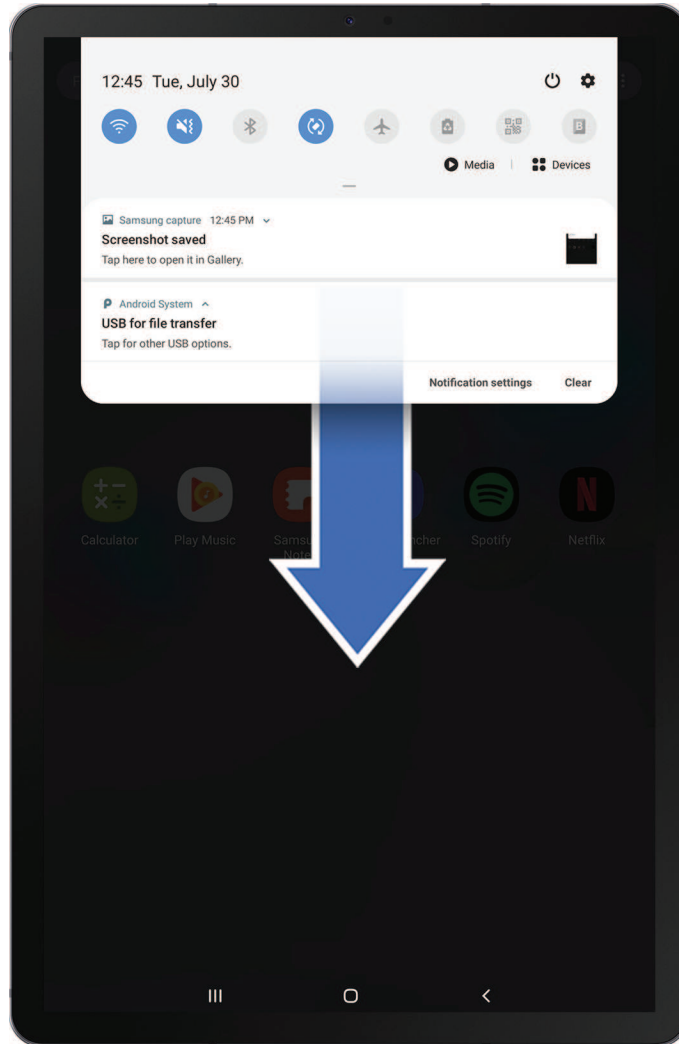 12:45 Tue, July 30
Media
Devices
Samsung capture 12:45 PM
Screenshot saved
Tap here to open it in Gallery.
Android System
USB for file transfer
Tap for other USB options.
Notification settings Clear
Calculator Play Music Spotify Netflix